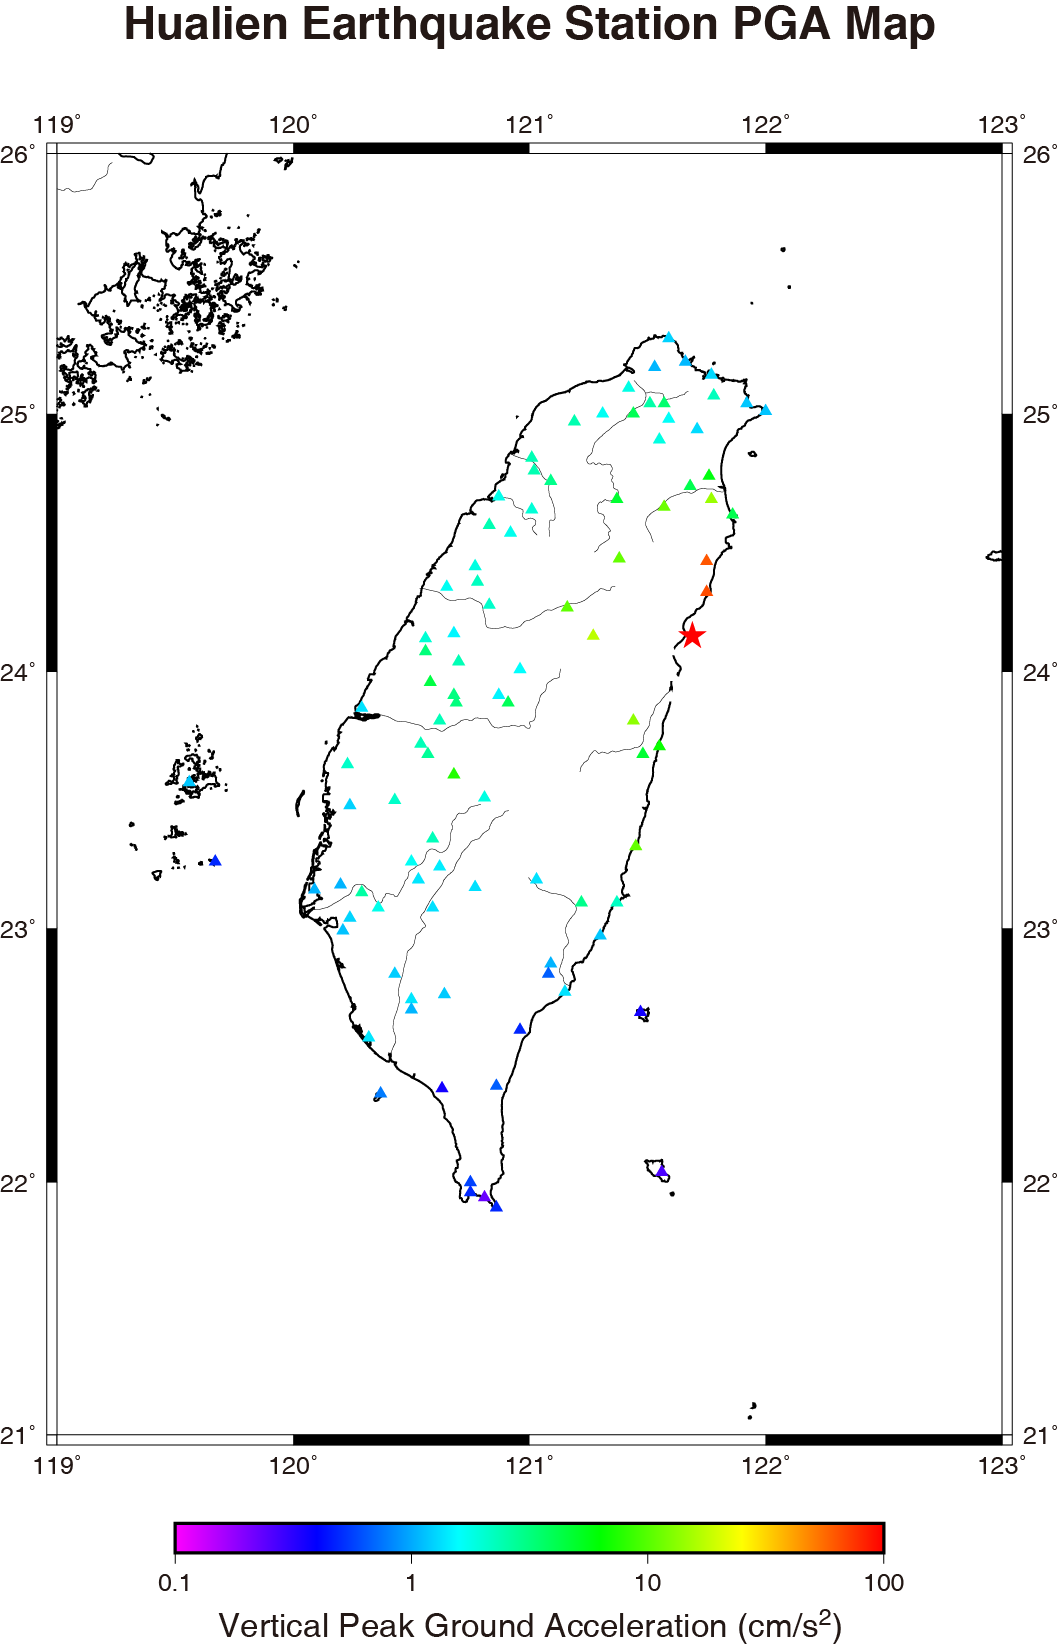 Hualien Earthquake Station PGA Map
119° 120° 121° 122° 123°
26° 26°
25° 25°
24° 24°
23° 23°
22° 22°
21° 21°
119° 120° 121° 122° 123°
0.1 1 10 100
Vertical Peak Ground Acceleration (cm/s²)